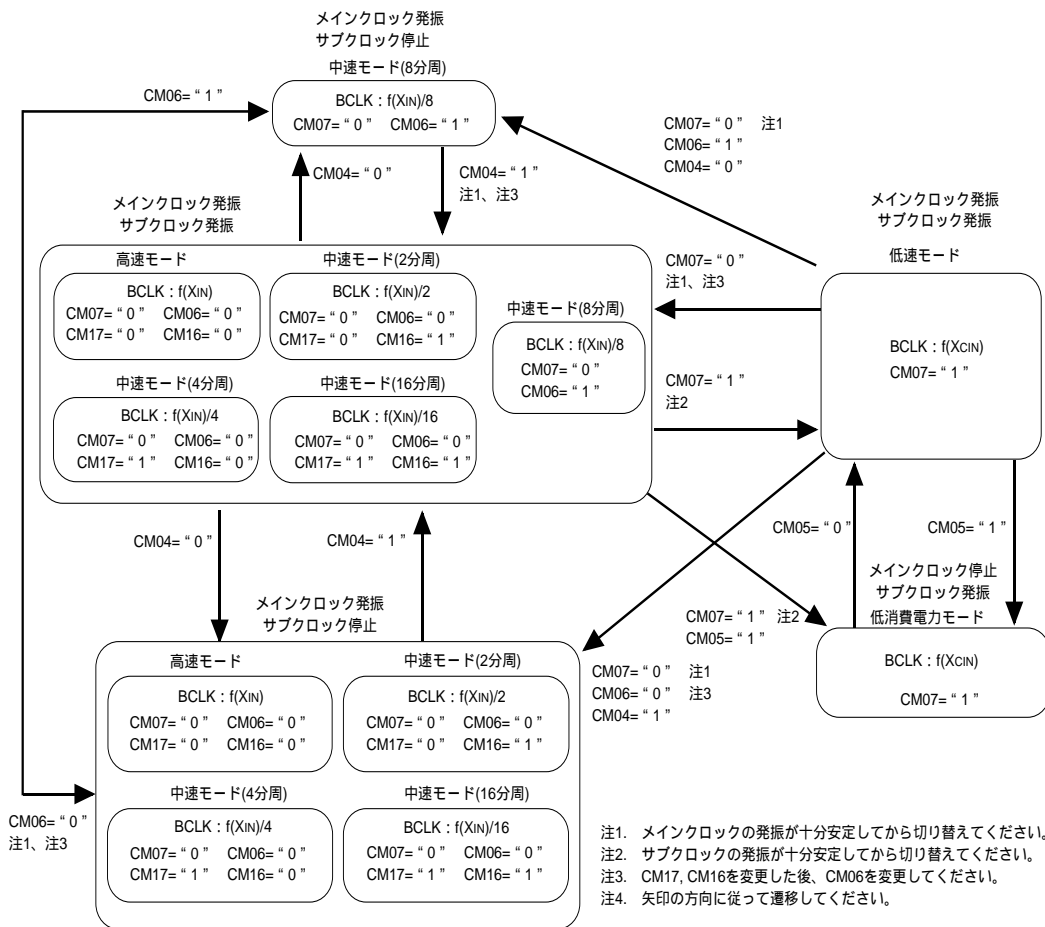 メインクロック発振
サブクロック停止
中速モード(8分周)
BCLK : f(XIN)/8
CM07= “ 0 ” CM06= “ 1 ”
CM06= “ 1 ”
CM04= “ 0 ”
CM04= “ 1 ”
注1、注3
CM07= “ 0 ” 注1
CM06= “ 1 ”
CM04= “ 0 ”
メインクロック発振
サブクロック発振
高速モード
BCLK : f(XIN)
CM07= “ 0 ” CM06= “ 0 ”
CM17= “ 0 ” CM16= “ 0 ”
中速モード(2分周)
BCLK : f(XIN)/2
CM07= “ 0 ” CM06= “ 0 ”
CM17= “ 0 ” CM16= “ 1 ”
中速モード(8分周)
BCLK : f(XIN)/8
CM07= “ 0 ”
CM06= “ 1 ”
中速モード(4分周)
BCLK : f(XIN)/4
CM07= “ 0 ” CM06= “ 0 ”
CM17= “ 1 ” CM16= “ 0 ”
中速モード(16分周)
BCLK : f(XIN)/16
CM07= “ 0 ” CM06= “ 0 ”
CM17= “ 1 ” CM16= “ 1 ”
CM07= “ 0 ”
注1、注3
CM07= “ 1 ”
注2
メインクロック発振
サブクロック発振
低速モード
BCLK : f(XCIN)
CM07= “ 1 ”
CM04= “ 0 ”
CM04= “ 1 ”
CM05= “ 0 ”
CM05= “ 1 ”
メインクロック停止
サブクロック発振
低消費電力モード
BCLK : f(XCIN)
CM07= “ 1 ”
CM07= “ 1 ” 注2
CM05= “ 1 ”
CM07= “ 0 ” 注1
CM06= “ 0 ” 注3
CM04= “ 1 ”
メインクロック発振
サブクロック停止
高速モード
BCLK : f(XIN)
CM07= “ 0 ” CM06= “ 0 ”
CM17= “ 0 ” CM16= “ 0 ”
中速モード(2分周)
BCLK : f(XIN)/2
CM07= “ 0 ” CM06= “ 0 ”
CM17= “ 0 ” CM16= “ 1 ”
中速モード(4分周)
BCLK : f(XIN)/4
CM07= “ 0 ” CM06= “ 0 ”
CM17= “ 1 ” CM16= “ 0 ”
中速モード(16分周)
BCLK : f(XIN)/16
CM07= “ 0 ” CM06= “ 0 ”
CM17= “ 1 ” CM16= “ 1 ”
CM06= “ 0 ”
注1、注3
注1. メインクロックの発振が十分安定してから切り替えてください。
注2. サブクロックの発振が十分安定してから切り替えてください。
注3. CM17, CM16を変更した後、CM06を変更してください。
注4. 矢印の方向に従って遷移してください。